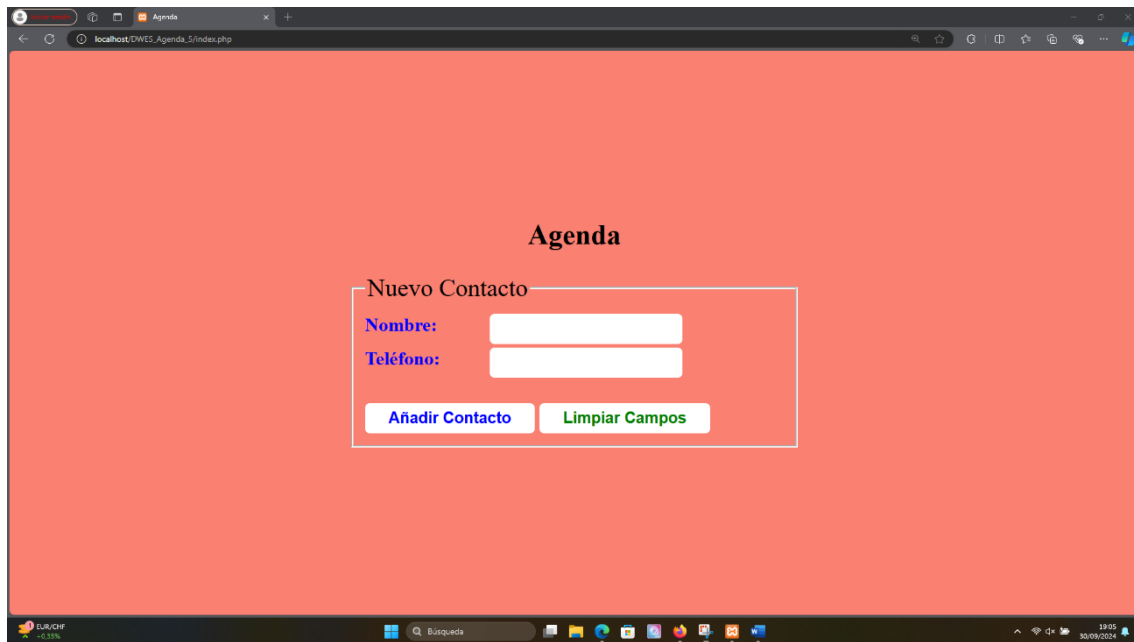 Agenda
localhost/DWES_Agenda_5/index.php
Agenda
Nuevo Contacto
Nombre:
Teléfono:
Añadir Contacto
Limpiar Campos
1
EUR/CHF
-0,35%
Búsqueda
19:05
30/09/2024